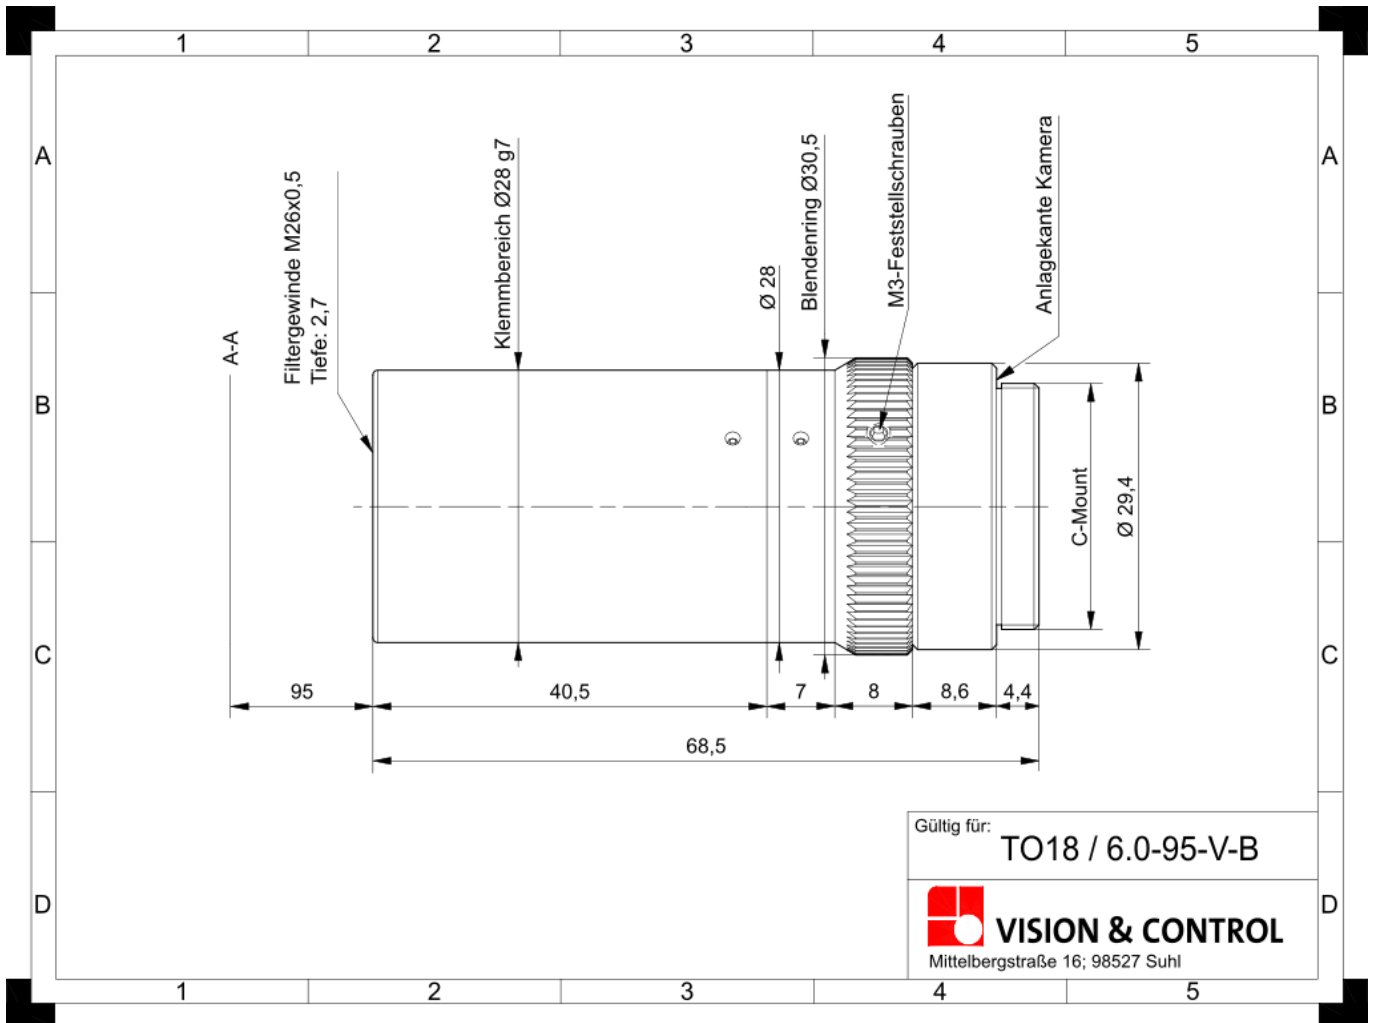 1 2 3 4 5
A A
Klemmbereich Ø28 g7
Blendenring Ø30,5
M3-Feststellschrauben
Anlagekante Kamera
Filtergewinde M26x0,5
Tiefe: 2,7
Ø 28
A-A
B B
C-Mount
Ø 29,4
C C
95 40,5 7 8 8,6 4,4
68,5
Gültig für:
TO18 / 6.0-95-V-B
D D
VISION & CONTROL
Mittelbergstraße 16; 98527 Suhl
1 2 3 4 5